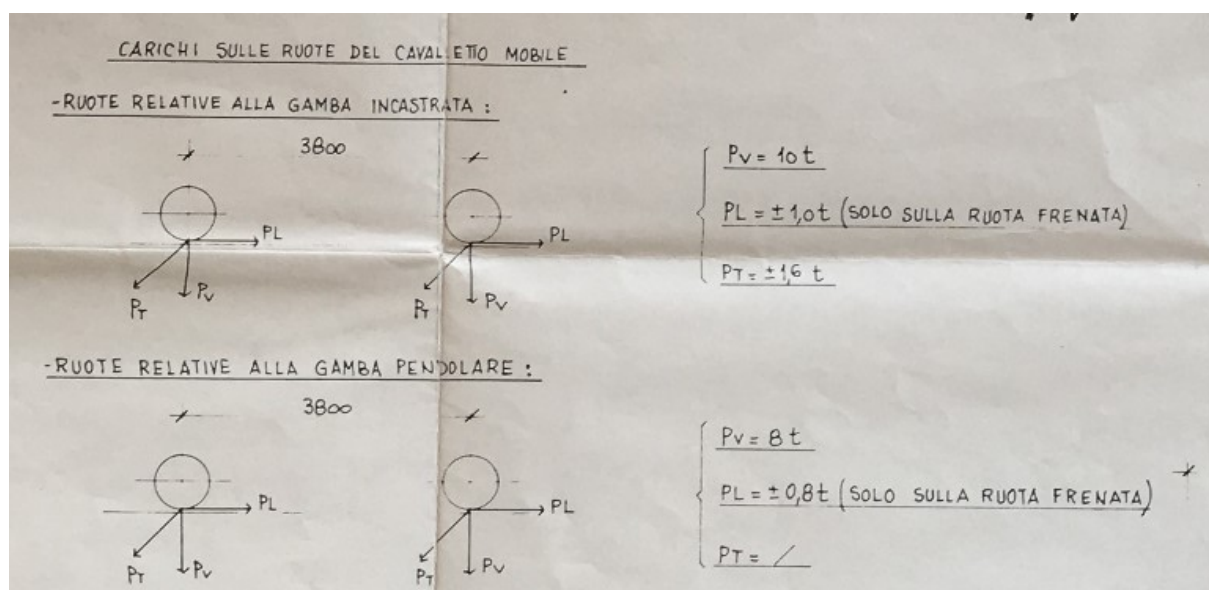 CARICHI SULLE RUOTE DEL CAVALLETTO MOBILE
-RUOTE RELATIVE ALLA GAMBA INCASTRATA :
3800
PL
PL
PT
PV
PT
PV
PV = 10 t
PL = ± 1,0 t (SOLO SULLA RUOTA FRENATA)
PT = ± 1,6 t
-RUOTE RELATIVE ALLA GAMBA PENDOLARE :
3800
PL
PL
PT
PV
PT
PV
PV = 8 t
PL = ± 0,8 t (SOLO SULLA RUOTA FRENATA)
PT = /